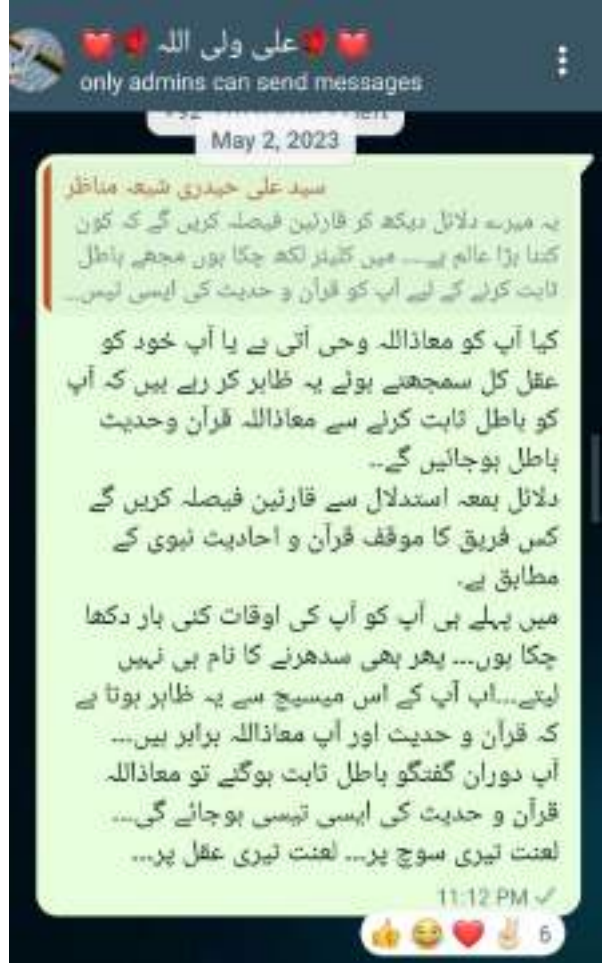 علی ولی اللہ
only admins can send messages
left
May 2, 2023
سید علی حیدری شیعہ مناظر
یہ میرے دلائل دیکھ کر قارئین فیصلہ کریں گے کہ کون
کتنا بڑا عالم ہے۔۔۔ میں کلیئر لکھ چکا ہوں مجھے باطل
ثابت کرنے کے لیے آپ کو قرآن و حدیث کی ایسی تیسی...
کیا آپ کو معاذاللہ وحی آتی ہے یا آپ خود کو
عقل کل سمجھتے ہوئے یہ ظاہر کر رہے ہیں کہ آپ
کو باطل ثابت کرنے سے معاذاللہ قرآن وحدیث
باطل ہوجائیں گے۔۔
دلائل بمعہ استدلال سے قارئین فیصلہ کریں گے
کس فریق کا موقف قرآن و احادیث نبوی کے
مطابق ہے۔
میں پہلے ہی آپ کو آپ کی اوقات کئی بار دکھا
چکا ہوں۔۔۔ پھر بھی سدھرنے کا نام ہی نہیں
لیتے۔۔۔اب آپ کے اس میسیج سے یہ ظاہر ہوتا ہے
کہ قرآن و حدیث اور آپ معاذاللہ برابر ہیں۔۔۔
آپ دوران گفتگو باطل ثابت ہوگئے تو معاذاللہ
قرآن و حدیث کی ایسی تیسی ہوجائے گی۔۔۔
لعنت تیری سوچ پر۔۔۔ لعنت تیری عقل پر۔۔۔
11:12 PM
6